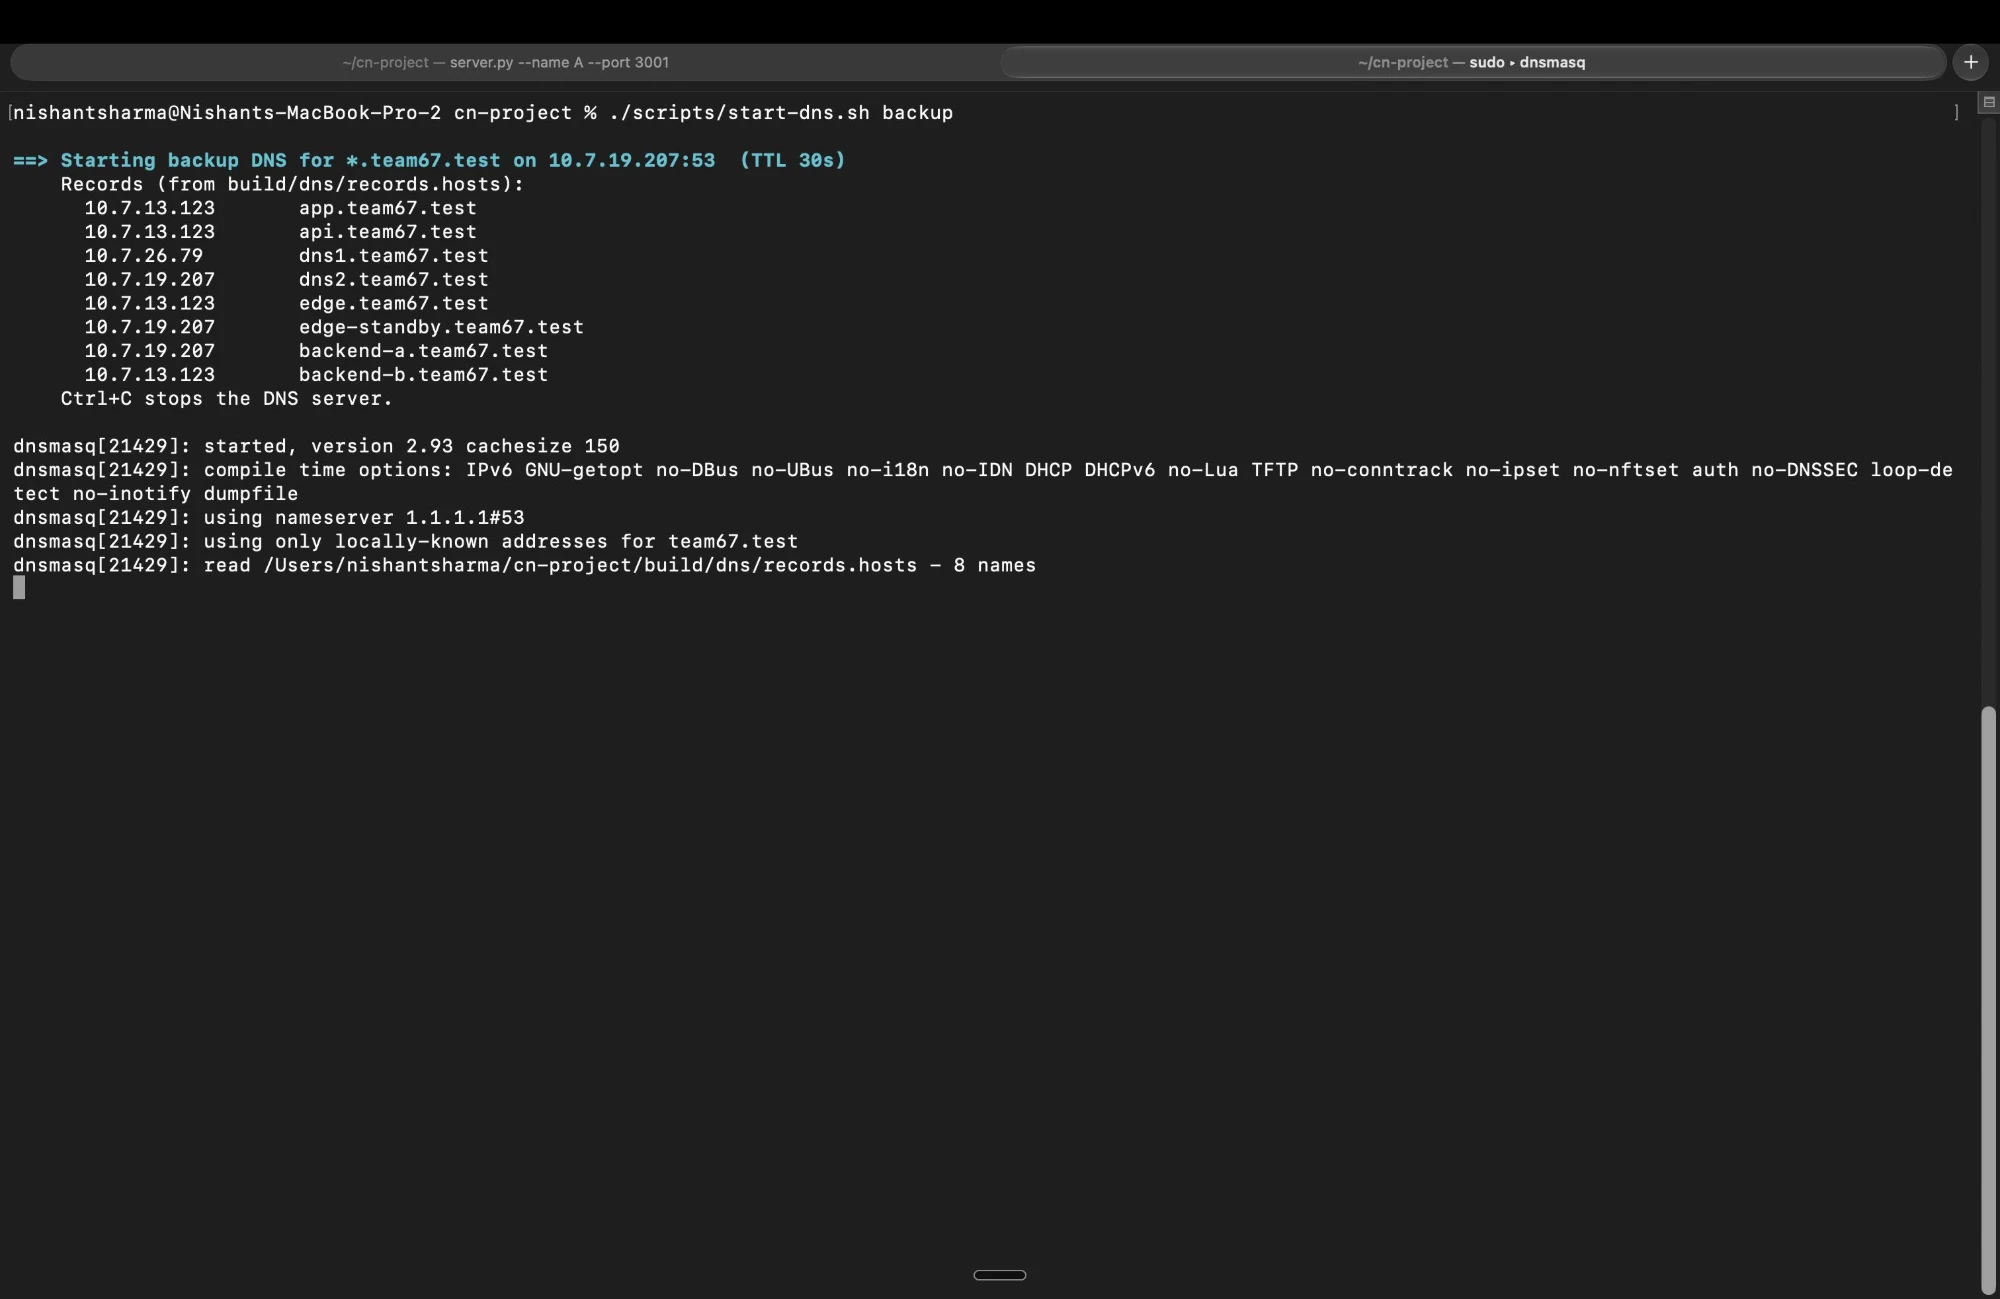 ~/cn-project — server.py --name A --port 3001
~/cn-project — sudo ▸ dnsmasq
+
[nishantsharma@Nishants-MacBook-Pro-2 cn-project % ./scripts/start-dns.sh backup ]
==> Starting backup DNS for *.team67.test on 10.7.19.207:53 (TTL 30s)
Records (from build/dns/records.hosts):
10.7.13.123 app.team67.test
10.7.13.123 api.team67.test
10.7.26.79 dns1.team67.test
10.7.19.207 dns2.team67.test
10.7.13.123 edge.team67.test
10.7.19.207 edge-standby.team67.test
10.7.19.207 backend-a.team67.test
10.7.13.123 backend-b.team67.test
Ctrl+C stops the DNS server.
dnsmasq[21429]: started, version 2.93 cachesize 150
dnsmasq[21429]: compile time options: IPv6 GNU-getopt no-DBus no-UBus no-i18n no-IDN DHCP DHCPv6 no-Lua TFTP no-conntrack no-ipset no-nftset auth no-DNSSEC loop-de
tect no-inotify dumpfile
dnsmasq[21429]: using nameserver 1.1.1.1#53
dnsmasq[21429]: using only locally-known addresses for team67.test
dnsmasq[21429]: read /Users/nishantsharma/cn-project/build/dns/records.hosts - 8 names